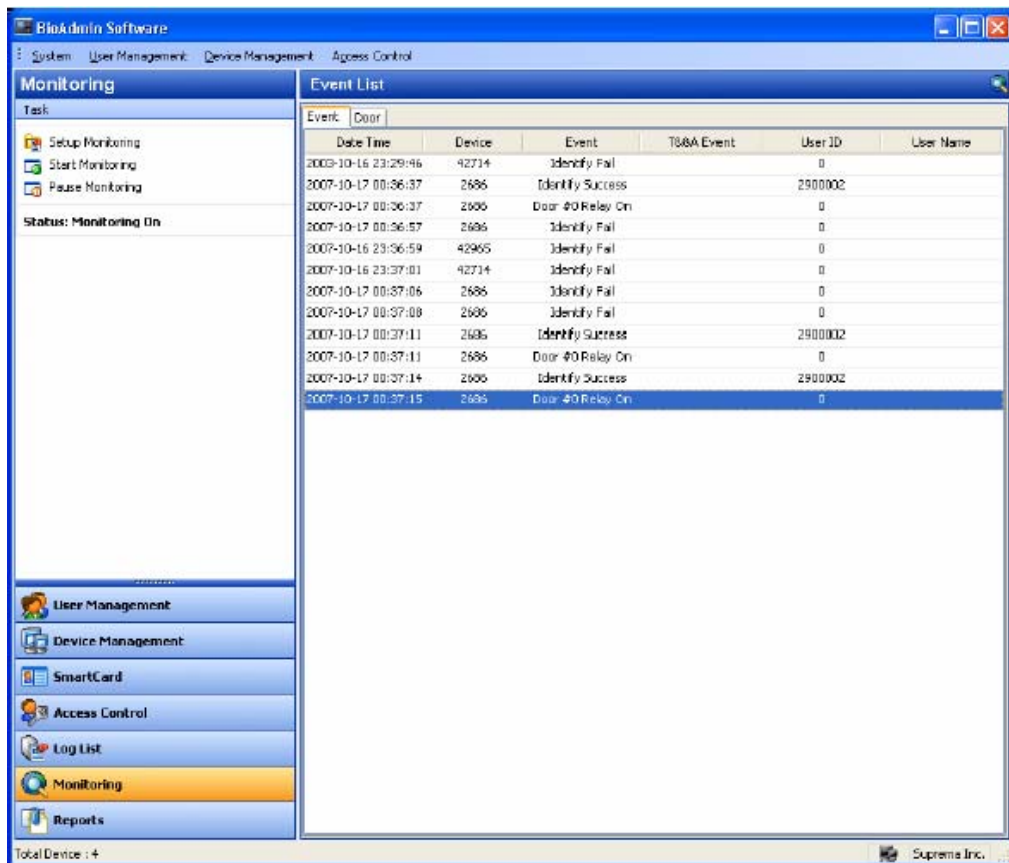 BioAdmin Software
System User Management Device Management Access Control
Monitoring
Task
Setup Monitoring
Start Monitoring
Pause Monitoring
Status: Monitoring On
User Management
Device Management
SmartCard
Access Control
Log List
Monitoring
Reports
Event List
Event Door
Date Time Device Event T&A Event User ID User Name
2003-10-16 23:29:46 42714 Identify Fail 0
2007-10-17 00:36:37 2686 Identify Success 2900002
2007-10-17 00:36:37 2686 Door #0 Relay On 0
2007-10-17 00:36:57 2686 Identify Fail 0
2007-10-16 23:36:59 42965 Identify Fail 0
2007-10-16 23:37:01 42714 Identify Fail 0
2007-10-17 00:37:06 2686 Identify Fail 0
2007-10-17 00:37:08 2686 Identify Fail 0
2007-10-17 00:37:11 2686 Identify Success 2900002
2007-10-17 00:37:11 2686 Door #0 Relay On 0
2007-10-17 00:37:14 2686 Identify Success 2900002
2007-10-17 00:37:15 2686 Door #0 Relay On 0
Total Device : 4
Suprema Inc.